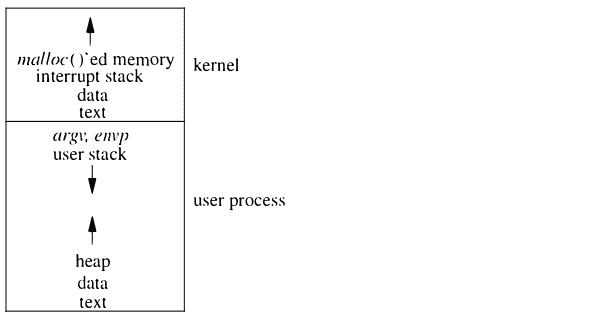 malloc()`ed memory
interrupt stack
data
text
kernel
argv, envp
user stack
user process
heap
data
text